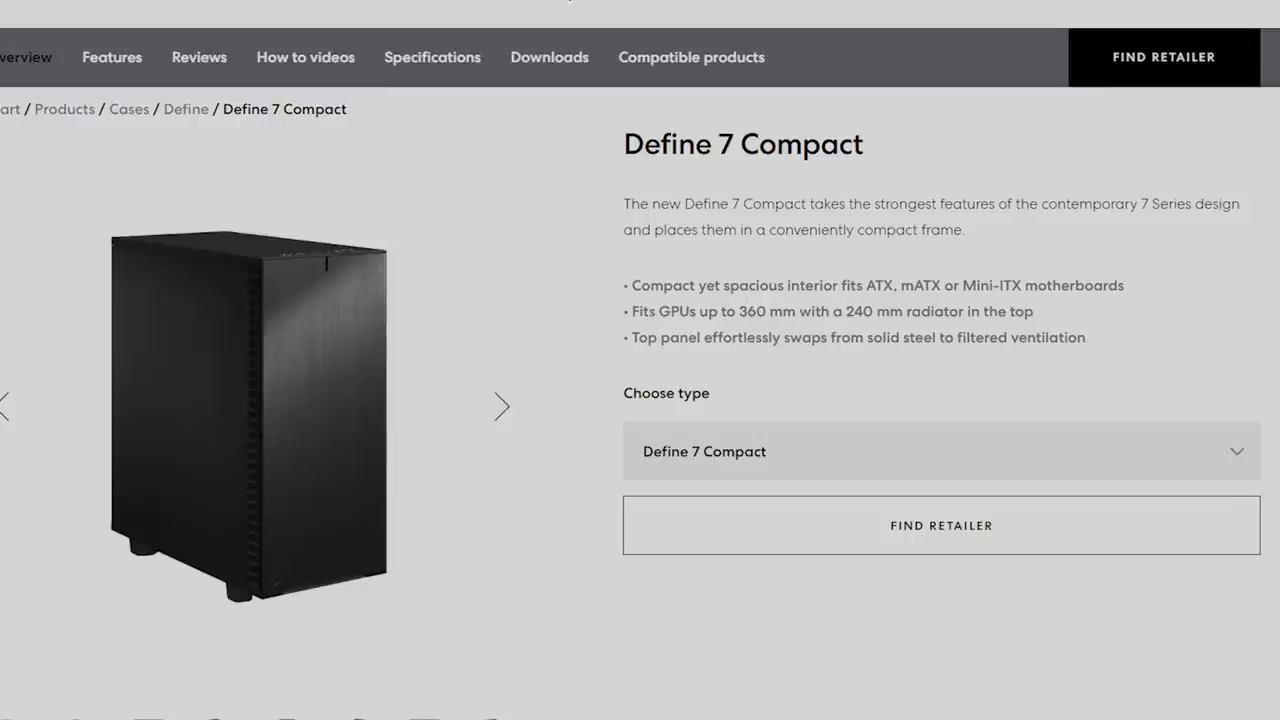 verview Features Reviews How to videos Specifications Downloads Compatible products FIND RETAILER
art / Products / Cases / Define / Define 7 Compact
Define 7 Compact
The new Define 7 Compact takes the strongest features of the contemporary 7 Series design
and places them in a conveniently compact frame.
• Compact yet spacious interior fits ATX, mATX or Mini-ITX motherboards
• Fits GPUs up to 360 mm with a 240 mm radiator in the top
• Top panel effortlessly swaps from solid steel to filtered ventilation
Choose type
Define 7 Compact
FIND RETAILER